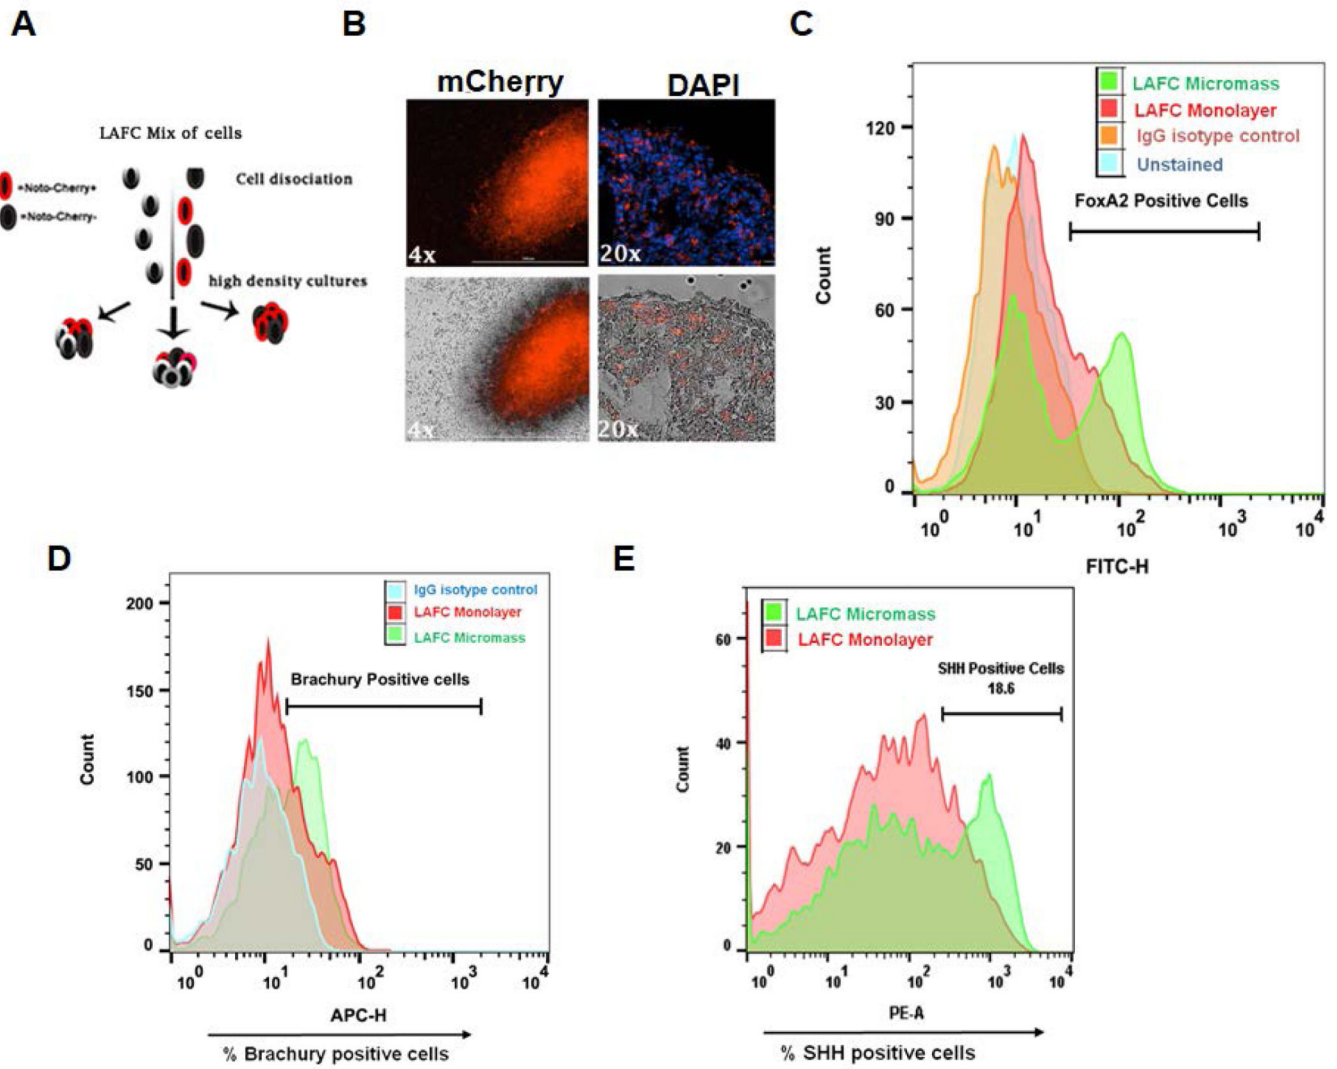 A
LAFC Mix of cells
=Noto-Cherry+
=Noto-Cherry-
Cell disociation
high density cultures
B
mCherry
DAPI
4x
20x
4x
20x
C
LAFC Micromass
LAFC Monolayer
IgG isotype control
Unstained
FoxA2 Positive Cells
Count
120
90
60
30
0
10^0
10^1
10^2
10^3
10^4
FITC-H
D
IgG isotype control
LAFC Monolayer
LAFC Micromass
Brachury Positive cells
Count
200
150
100
50
0
10^0
10^1
10^2
10^3
10^4
APC-H
% Brachury positive cells
E
LAFC Micromass
LAFC Monolayer
SHH Positive Cells
18.6
Count
60
40
20
0
10^0
10^1
10^2
10^3
10^4
PE-A
% SHH positive cells